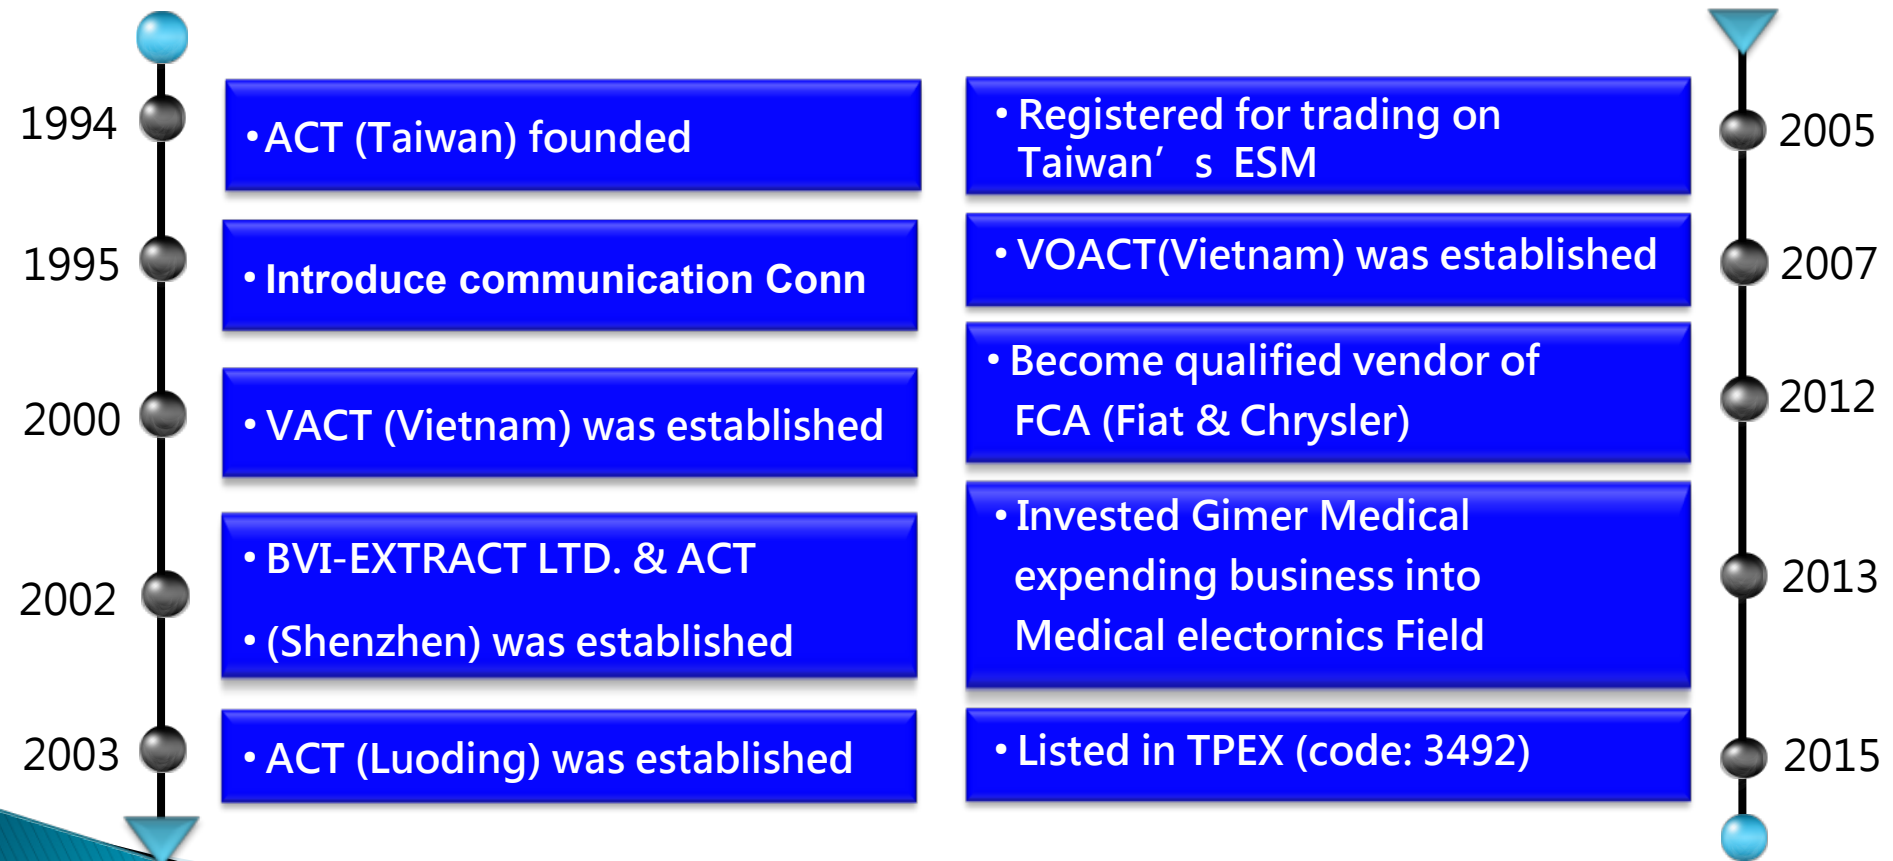 1994
• ACT (Taiwan) founded
1995
• Introduce communication Conn
2000
• VACT (Vietnam) was established
2002
• BVI-EXTRACT LTD. & ACT
• (Shenzhen) was established
2003
• ACT (Luoding) was established
• Registered for trading on
Taiwan’ s ESM
2005
• VOACT(Vietnam) was established
2007
• Become qualified vendor of
FCA (Fiat & Chrysler)
2012
• Invested Gimer Medical
expending business into
Medical electornics Field
2013
• Listed in TPEX (code: 3492)
2015